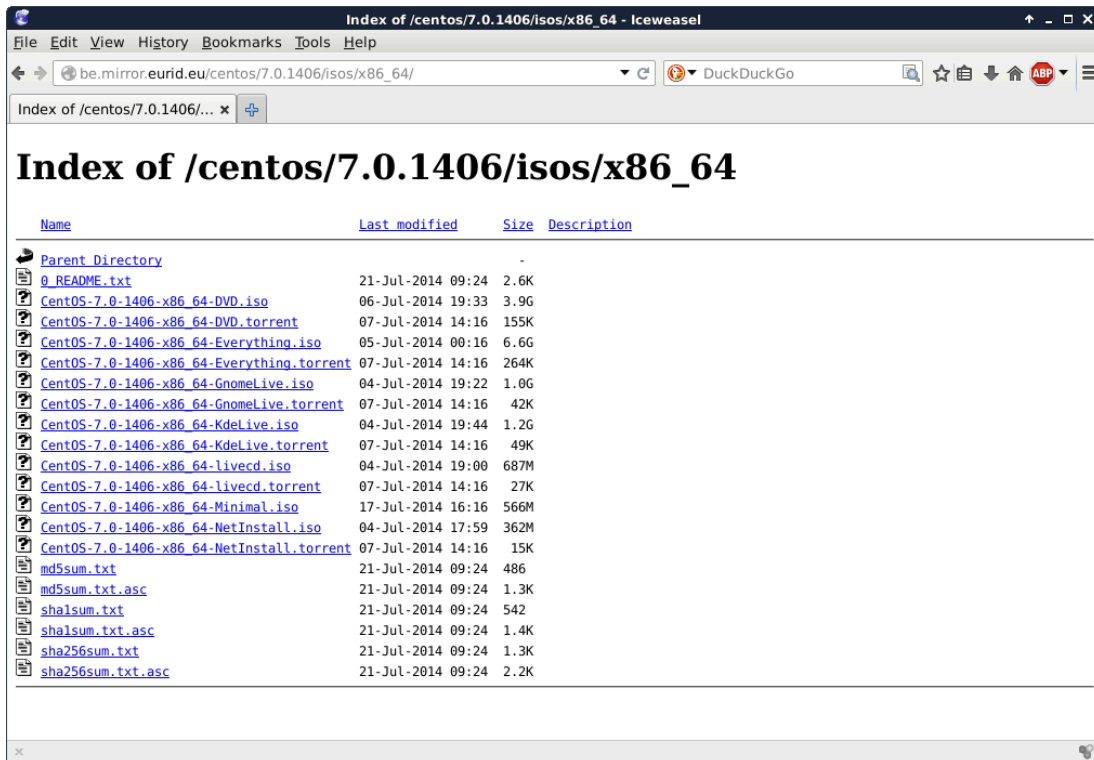 Index of /centos/7.0.1406/isos/x86_64 - Iceweasel
File Edit View History Bookmarks Tools Help
be.mirror.eurid.eu/centos/7.0.1406/isos/x86_64/ DuckDuckGo ABP
Index of /centos/7.0.1406/...
Index of /centos/7.0.1406/isos/x86_64
Name Last modified Size Description
Parent Directory -
0_README.txt 21-Jul-2014 09:24 2.6K
CentOS-7.0-1406-x86_64-DVD.iso 06-Jul-2014 19:33 3.9G
CentOS-7.0-1406-x86_64-DVD.torrent 07-Jul-2014 14:16 155K
CentOS-7.0-1406-x86_64-Everything.iso 05-Jul-2014 00:16 6.6G
CentOS-7.0-1406-x86_64-Everything.torrent 07-Jul-2014 14:16 264K
CentOS-7.0-1406-x86_64-GnomeLive.iso 04-Jul-2014 19:22 1.0G
CentOS-7.0-1406-x86_64-GnomeLive.torrent 07-Jul-2014 14:16 42K
CentOS-7.0-1406-x86_64-KdeLive.iso 04-Jul-2014 19:44 1.2G
CentOS-7.0-1406-x86_64-KdeLive.torrent 07-Jul-2014 14:16 49K
CentOS-7.0-1406-x86_64-livecd.iso 04-Jul-2014 19:00 687M
CentOS-7.0-1406-x86_64-livecd.torrent 07-Jul-2014 14:16 27K
CentOS-7.0-1406-x86_64-Minimal.iso 17-Jul-2014 16:16 566M
CentOS-7.0-1406-x86_64-NetInstall.iso 04-Jul-2014 17:59 362M
CentOS-7.0-1406-x86_64-NetInstall.torrent 07-Jul-2014 14:16 15K
md5sum.txt 21-Jul-2014 09:24 486
md5sum.txt.asc 21-Jul-2014 09:24 1.3K
sha1sum.txt 21-Jul-2014 09:24 542
sha1sum.txt.asc 21-Jul-2014 09:24 1.4K
sha256sum.txt 21-Jul-2014 09:24 1.3K
sha256sum.txt.asc 21-Jul-2014 09:24 2.2K